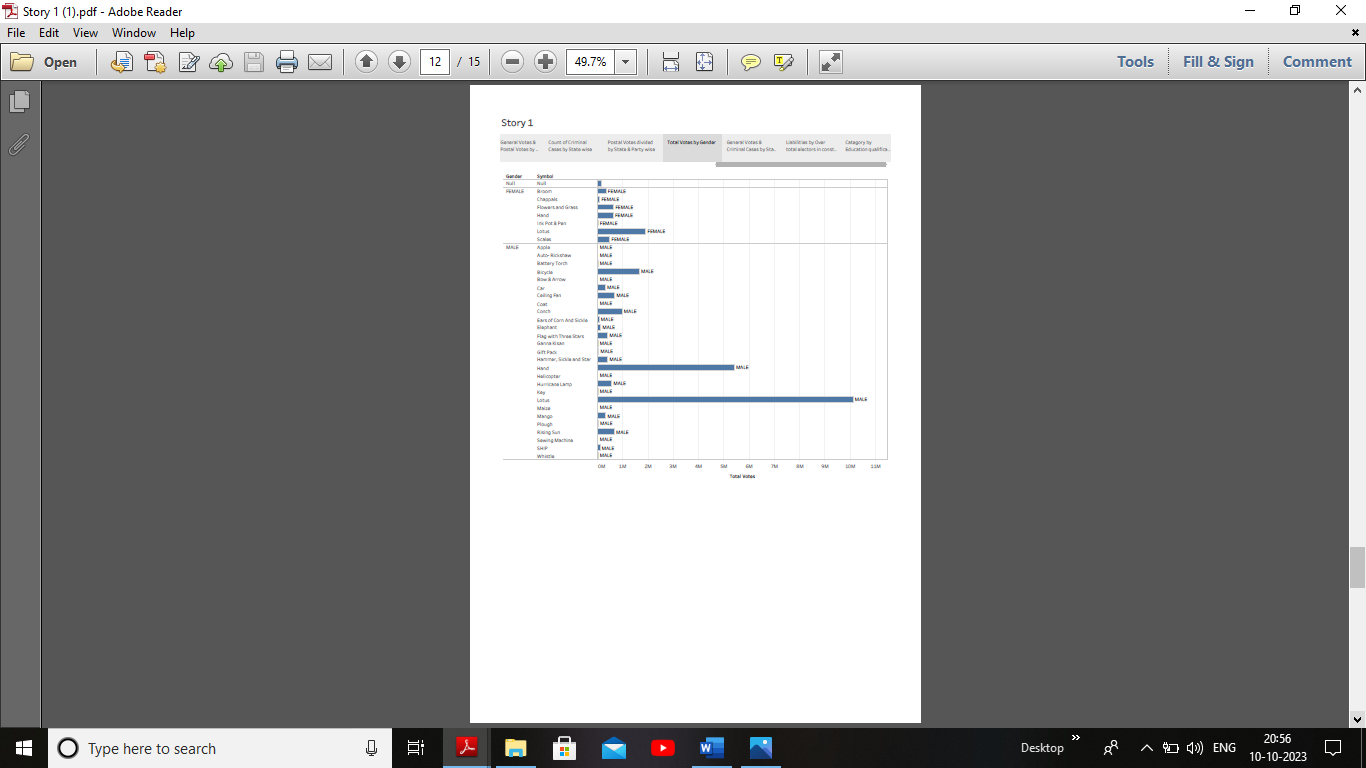 Story 1 (1).pdf - Adobe Reader
File Edit View Window Help
Open 12 / 15 49.7% Tools Fill & Sign Comment
Story 1
General Votes & Postal Votes by ...
Count of Criminal Cases by State wise
Postal Votes divided by State & Party wise
Total Votes by Gender
General Votes & Criminal Cases by Sta..
Liabilities by Over total electors in const...
Category by Education qualifica..
Gender Symbol
Null Null
FEMALE Broom FEMALE
Chappals FEMALE
Flowers and Grass FEMALE
Hand FEMALE
Ink Pot & Pen FEMALE
Lotus FEMALE
Scales FEMALE
MALE Apple MALE
Auto- Rickshaw MALE
Battery Torch MALE
Bicycle MALE
Bow & Arrow MALE
Car MALE
Ceiling Fan MALE
Coat MALE
Conch MALE
Ears of Corn And Sickle MALE
Elephant MALE
Flag with Three Stars MALE
Ganna Kisan MALE
Gift Pack MALE
Hammer, Sickle and Star MALE
Hand MALE
Helicopter MALE
Hurricane Lamp MALE
Key MALE
Lotus MALE
Maize MALE
Mango MALE
Plough MALE
Rising Sun MALE
Sewing Machine MALE
SHIP MALE
Whistle MALE
0M 1M 2M 3M 4M 5M 6M 7M 8M 9M 10M 11M
Total Votes
Type here to search
Desktop
ENG
20:56
10-10-2023